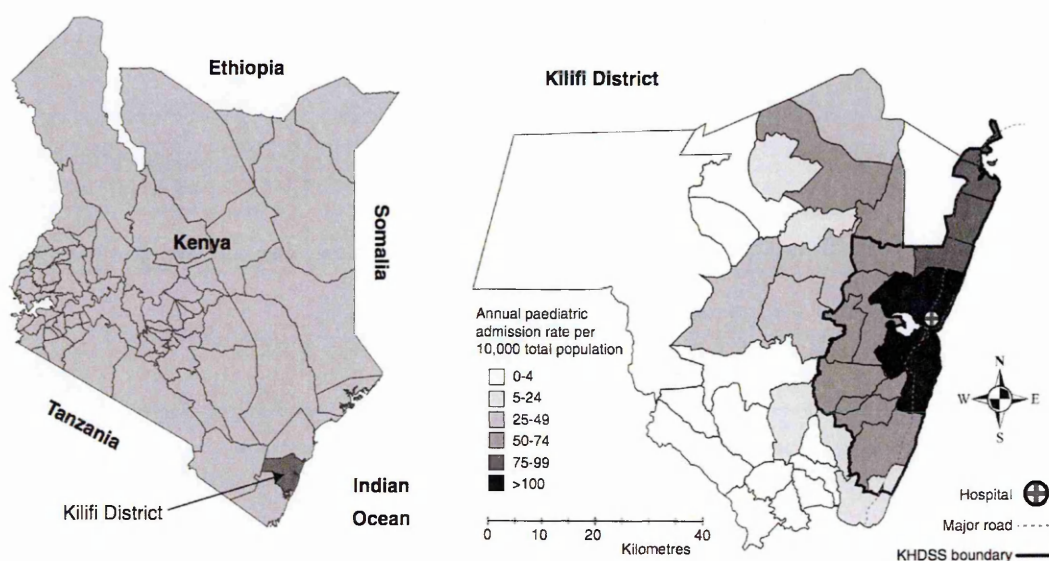 Ethiopia
Somalia
Kenya
Tanzania
Kilifi District
Indian
Ocean
Kilifi District
Annual paediatric
admission rate per
10,000 total population
0-4
5-24
25-49
50-74
75-99
>100
0 10 20 40
Kilometres
N
W E
S
Hospital
Major road
KHDSS boundary